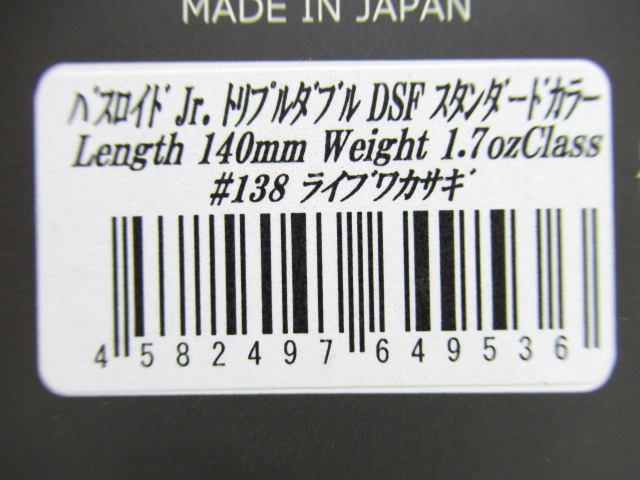 MADE IN JAPAN
ﾊﾞｽﾛｲﾄﾞ Jr. ﾄﾘﾌﾟﾙﾀﾞﾌﾞﾙ DSF ｽﾀﾝﾀﾞｰﾄﾞｶﾗｰ
Length 140mm Weight 1.7ozClass
#138 ﾗｲﾌﾞﾜｶｻｷﾞ
4 582497 649536